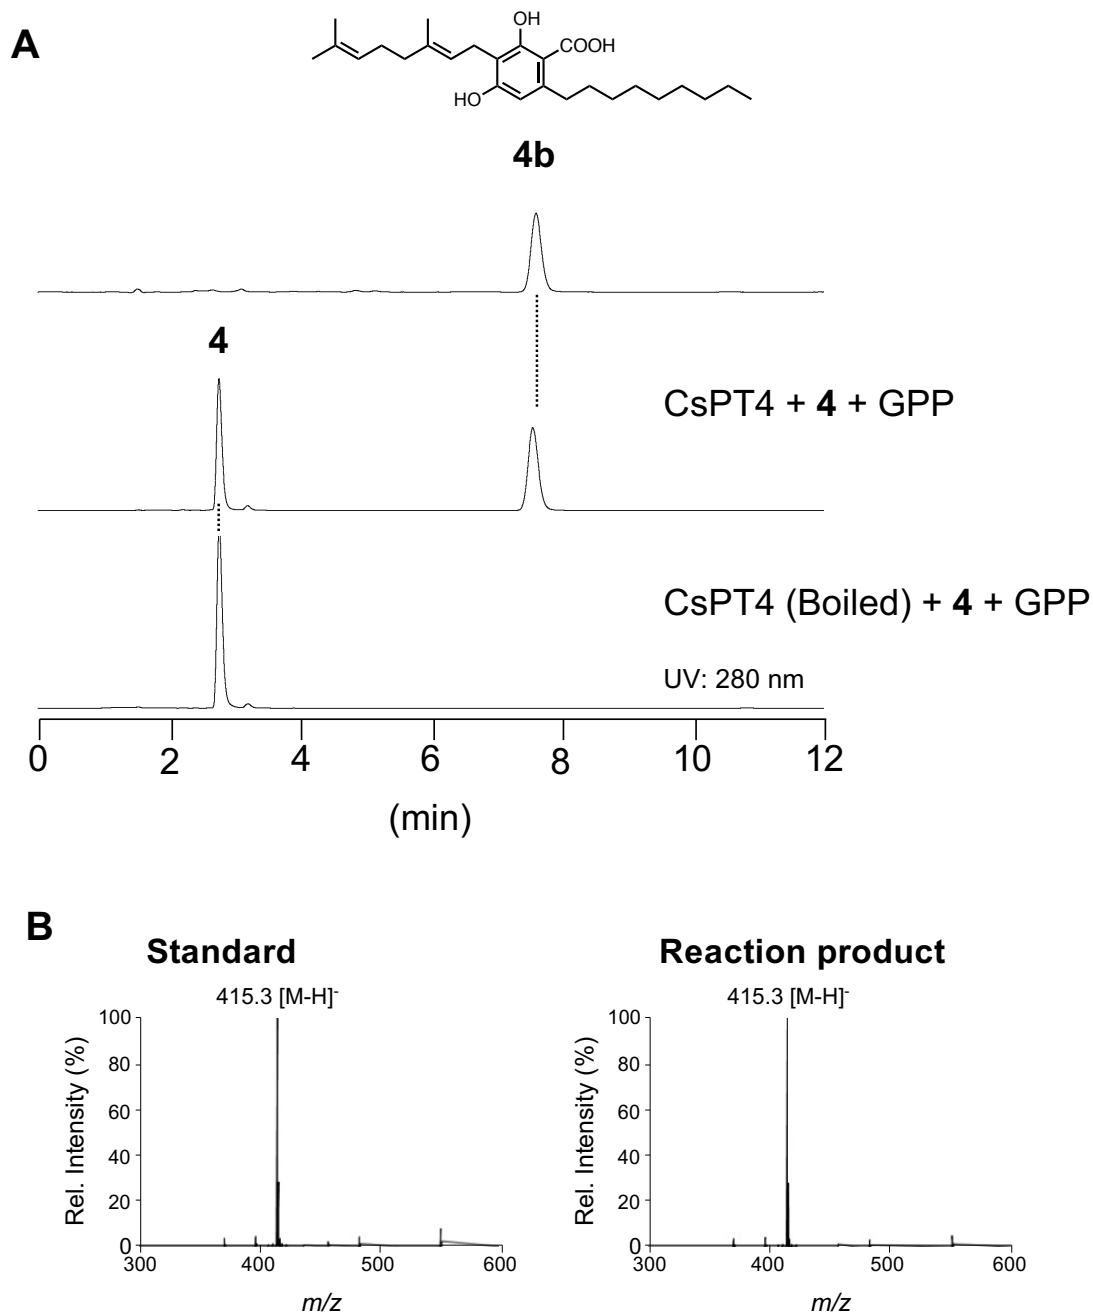 A
OH
COOH
HO
4b
4
CsPT4 + 4 + GPP
CsPT4 (Boiled) + 4 + GPP
UV: 280 nm
0 2 4 6 8 10 12
(min)
B
Standard
415.3 [M-H]-
100
80
60
40
20
0
Rel. Intensity (%)
300 400 500 600
m/z
Reaction product
415.3 [M-H]-
100
80
60
40
20
0
Rel. Intensity (%)
300 400 500 600
m/z